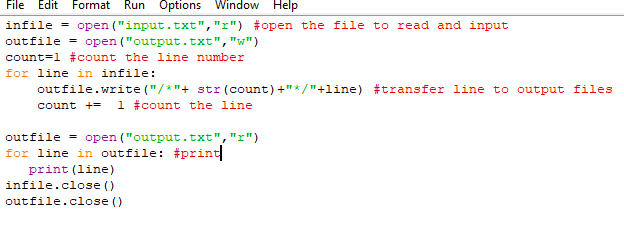 File Edit Format Run Options Window Help
infile = open("input.txt","r") #open the file to read and input
outfile = open("output.txt","w")
count=1 #count the line number
for line in infile:
    outfile.write("/*"+ str(count)+"*/"+line) #transfer line to output files
    count +=  1 #count the line

outfile = open("output.txt","r")
for line in outfile: #print
   print(line)
infile.close()
outfile.close()